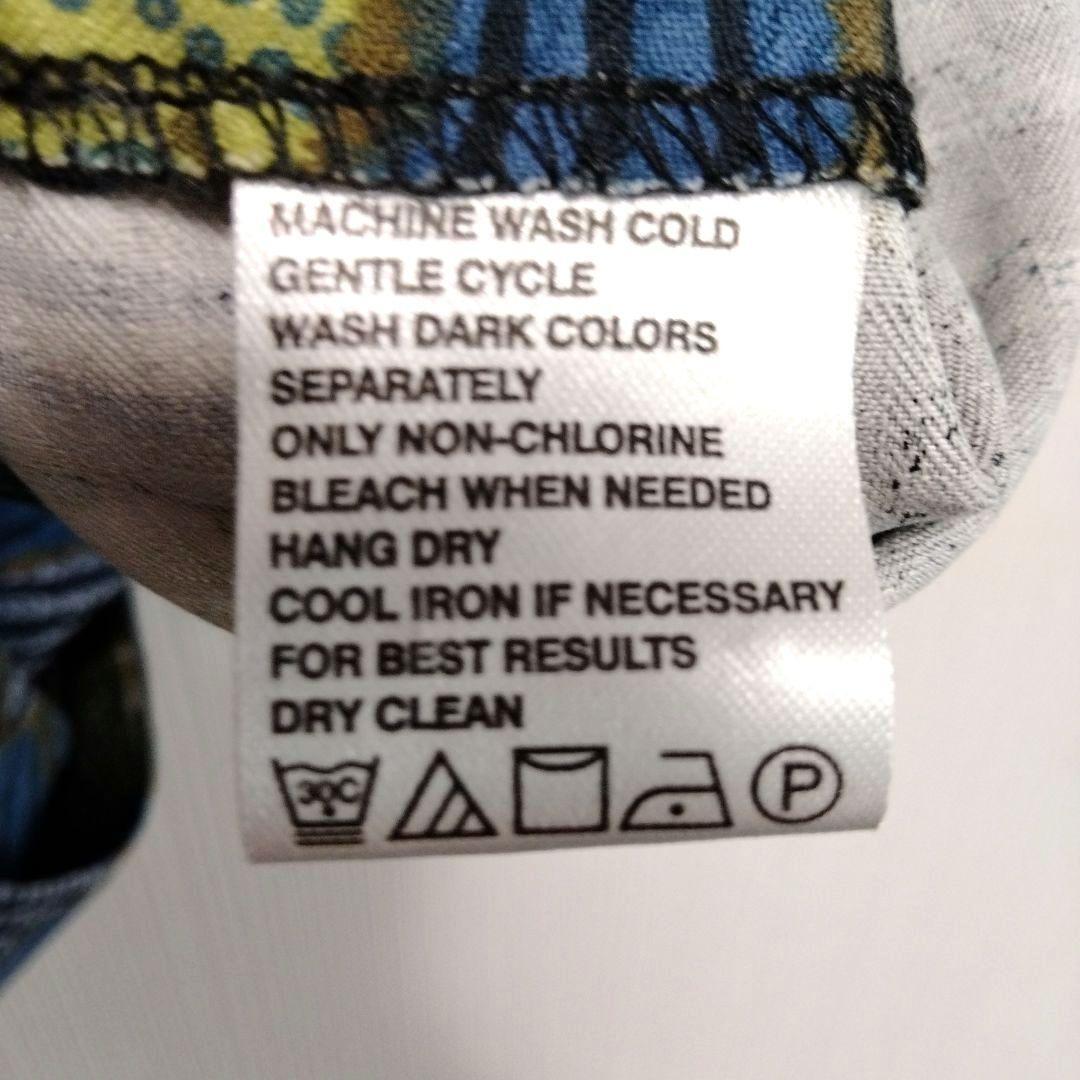 MACHINE WASH COLD
GENTLE CYCLE
WASH DARK COLORS
SEPARATELY
ONLY NON-CHLORINE
BLEACH WHEN NEEDED
HANG DRY
COOL IRON IF NECESSARY
FOR BEST RESULTS
DRY CLEAN
30C P